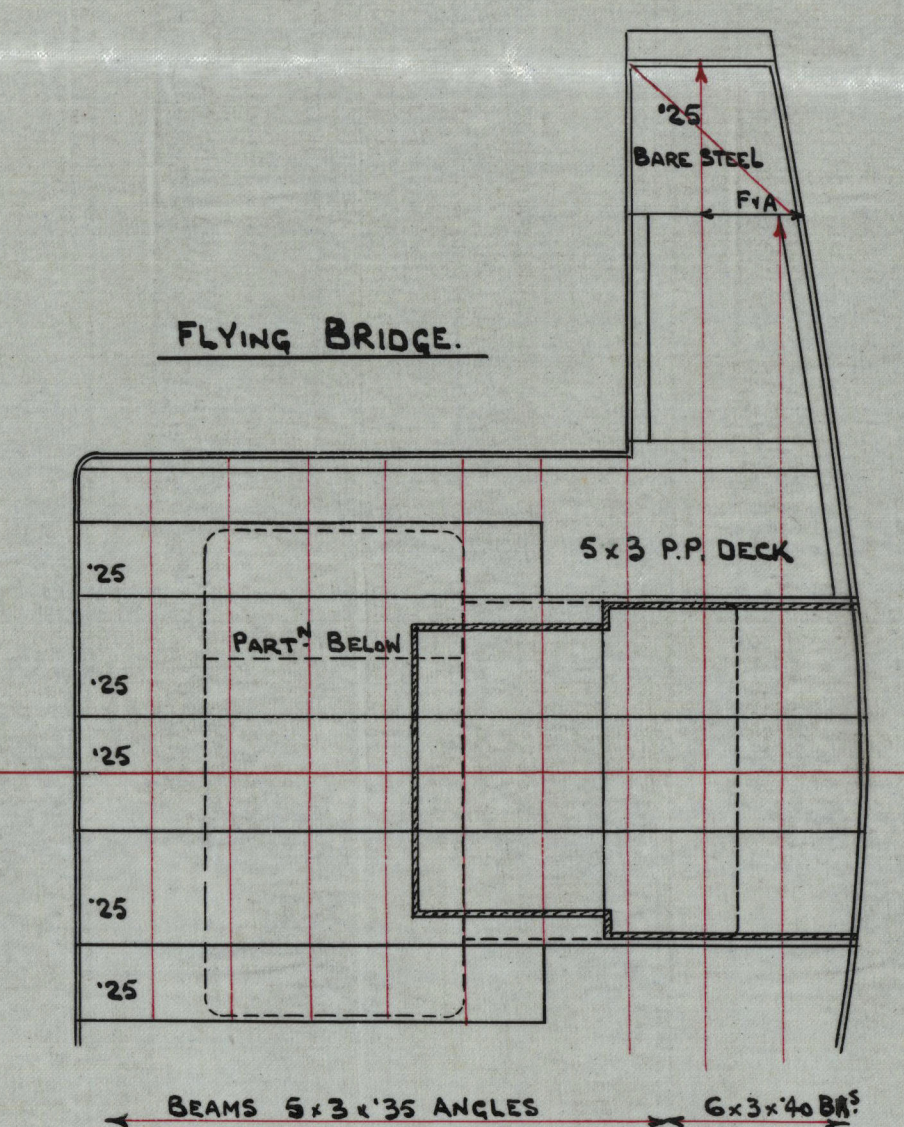 '25
BARE STEEL
F&A
FLYING BRIDGE.
5 x 3 P.P. DECK
'25
PARTN BELOW
'25
'25
'25
'25
BEAMS 5 x 3 x '35 ANGLES
6 x 3 x '40 BRS.